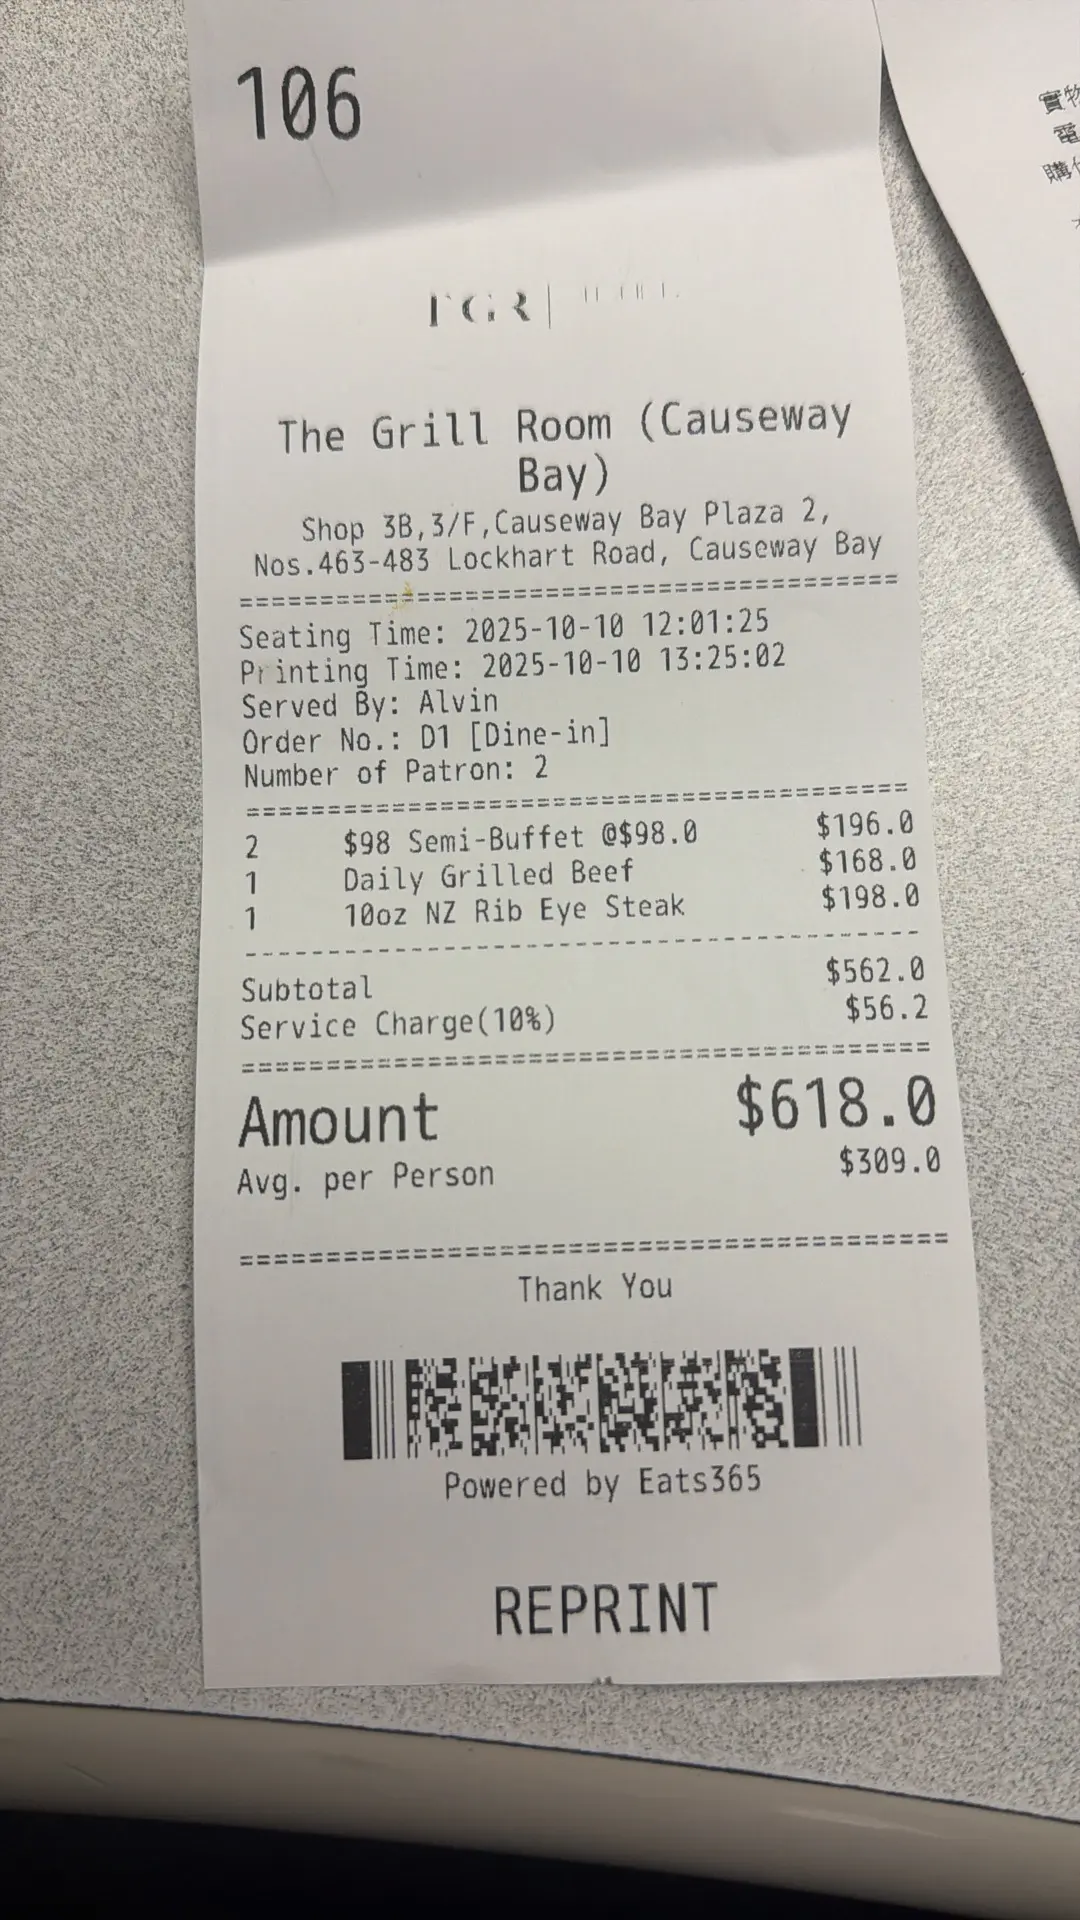 106
TGR
The Grill Room (Causeway
Bay)
Shop 3B,3/F,Causeway Bay Plaza 2,
Nos.463-483 Lockhart Road, Causeway Bay
Seating Time: 2025-10-10 12:01:25
Printing Time: 2025-10-10 13:25:02
Served By: Alvin
Order No.: D1 [Dine-in]
Number of Patron: 2
2 $98 Semi-Buffet @$98.0 $196.0
1 Daily Grilled Beef $168.0
1 10oz NZ Rib Eye Steak $198.0
Subtotal $562.0
Service Charge(10%) $56.2
Amount $618.0
Avg. per Person $309.0
Thank You
Powered by Eats365
REPRINT
實物
電
購